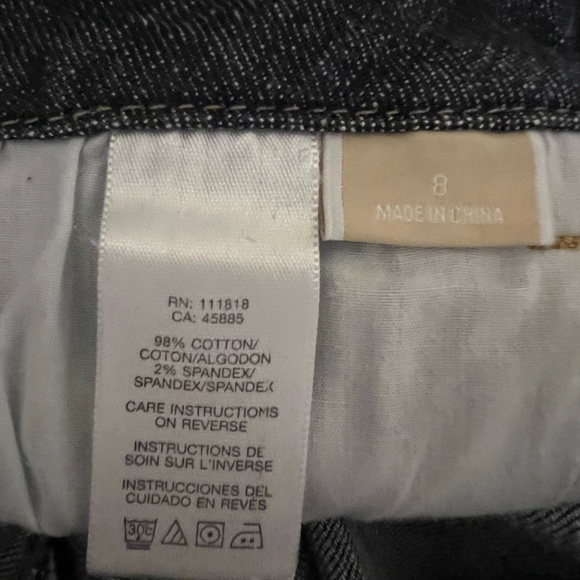 8
MADE IN CHINA
RN: 111818
CA: 45885
98% COTTON/
COTON/ALGODON
2% SPANDEX/
SPANDEX/SPANDEX
CARE INSTRUCTIONS
ON REVERSE
INSTRUCTIONS DE
SOIN SUR L'INVERSE
INSTRUCCIONES DEL
CUIDADO EN REVÉS
30C